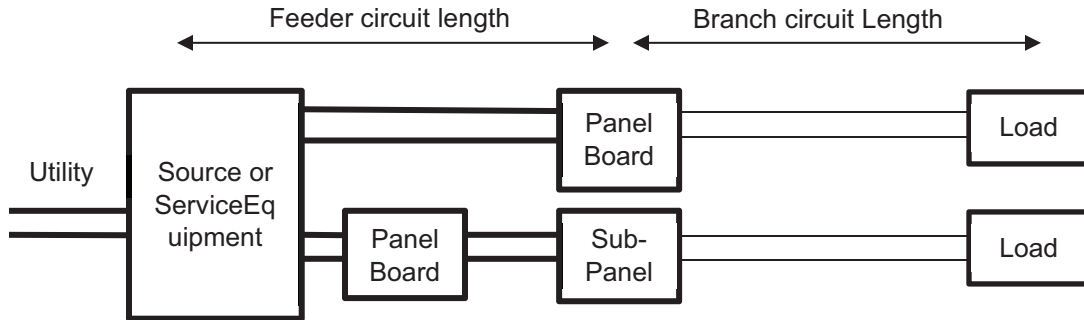 Feeder circuit length
Branch circuit Length
Utility
Source or
ServiceEq
uipment
Panel
Board
Load
Panel
Board
Sub-
Panel
Load